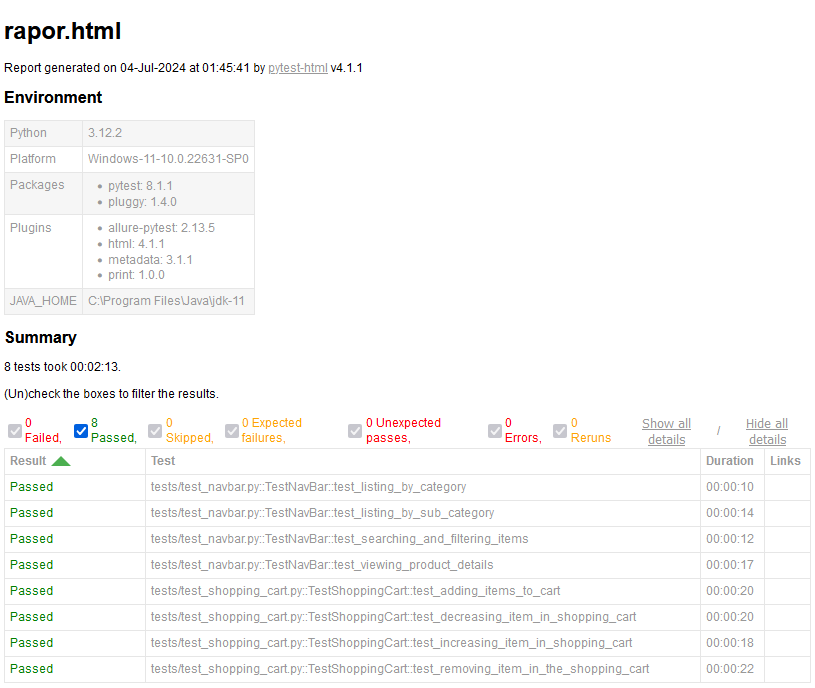 rapor.html
Report generated on 04-Jul-2024 at 01:45:41 by pytest-html v4.1.1
Environment
Python 3.12.2
Platform Windows-11-10.0.22631-SP0
Packages
• pytest: 8.1.1
• pluggy: 1.4.0
Plugins
• allure-pytest: 2.13.5
• html: 4.1.1
• metadata: 3.1.1
• print: 1.0.0
JAVA_HOME C:\Program Files\Java\jdk-11
Summary
8 tests took 00:02:13.
(Un)check the boxes to filter the results.
0 Failed, 8 Passed, 0 Skipped, 0 Expected failures, 0 Unexpected passes, 0 Errors, 0 Reruns Show all details / Hide all details
Result Test Duration Links
Passed tests/test_navbar.py::TestNavBar::test_listing_by_category 00:00:10
Passed tests/test_navbar.py::TestNavBar::test_listing_by_sub_category 00:00:14
Passed tests/test_navbar.py::TestNavBar::test_searching_and_filtering_items 00:00:12
Passed tests/test_navbar.py::TestNavBar::test_viewing_product_details 00:00:17
Passed tests/test_shopping_cart.py::TestShoppingCart::test_adding_items_to_cart 00:00:20
Passed tests/test_shopping_cart.py::TestShoppingCart::test_decreasing_item_in_shopping_cart 00:00:20
Passed tests/test_shopping_cart.py::TestShoppingCart::test_increasing_item_in_shopping_cart 00:00:18
Passed tests/test_shopping_cart.py::TestShoppingCart::test_removing_item_in_the_shopping_cart 00:00:22